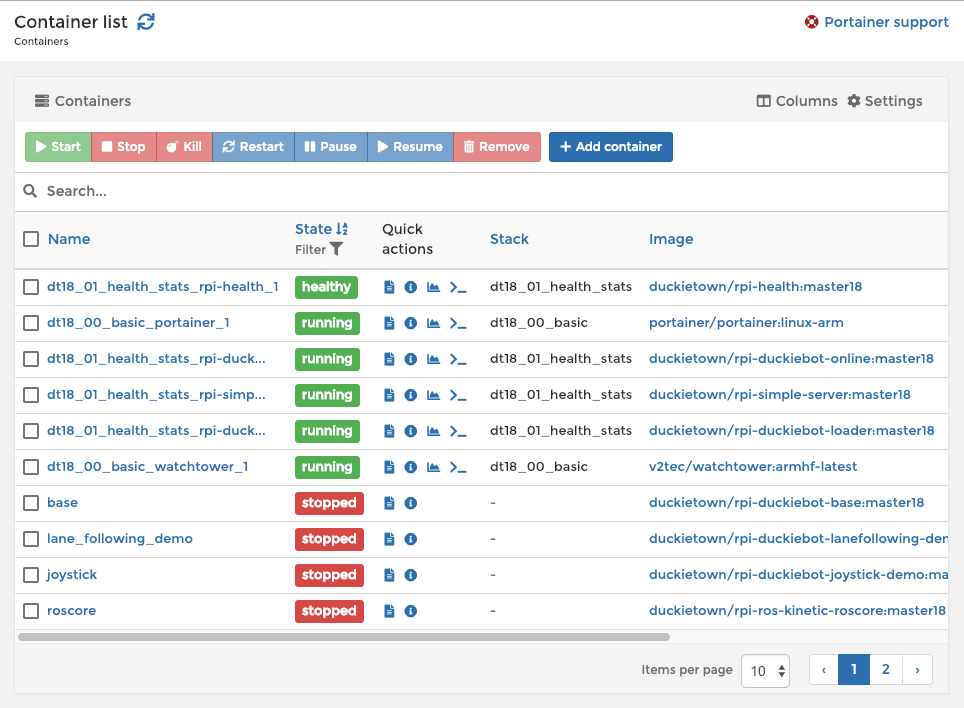 Container list
Portainer support
Containers
Containers
Columns Settings
Start Stop Kill Restart Pause Resume Remove Add container
Search...
Name State Filter Quick actions Stack Image
dt18_01_health_stats_rpi-health_1 healthy dt18_01_health_stats duckietown/rpi-health:master18
dt18_00_basic_portainer_1 running dt18_00_basic portainer/portainer:linux-arm
dt18_01_health_stats_rpi-duck... running dt18_01_health_stats duckietown/rpi-duckiebot-online:master18
dt18_01_health_stats_rpi-simp... running dt18_01_health_stats duckietown/rpi-simple-server:master18
dt18_01_health_stats_rpi-duck... running dt18_01_health_stats duckietown/rpi-duckiebot-loader:master18
dt18_00_basic_watchtower_1 running dt18_00_basic v2tec/watchtower:armhf-latest
base stopped - duckietown/rpi-duckiebot-base:master18
lane_following_demo stopped - duckietown/rpi-duckiebot-lanefollowing-den
joystick stopped - duckietown/rpi-duckiebot-joystick-demo:ma
roscore stopped - duckietown/rpi-ros-kinetic-roscore:master18
Items per page 10 ‹ 1 2 ›